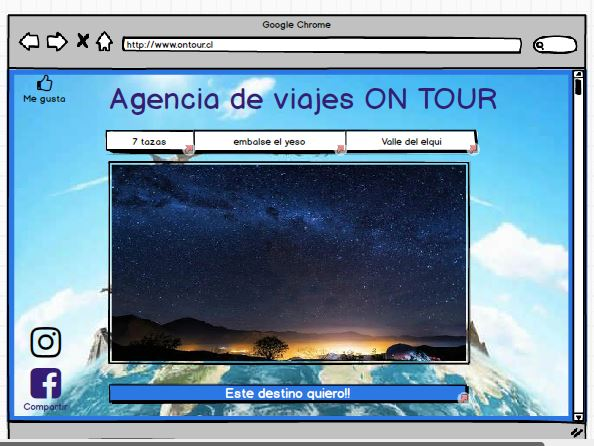 Google Chrome
http://www.ontour.cl
Me gusta
Agencia de viajes ON TOUR
7 tazas
embalse el yeso
Valle del elqui
Compartir
Este destino quiero!!